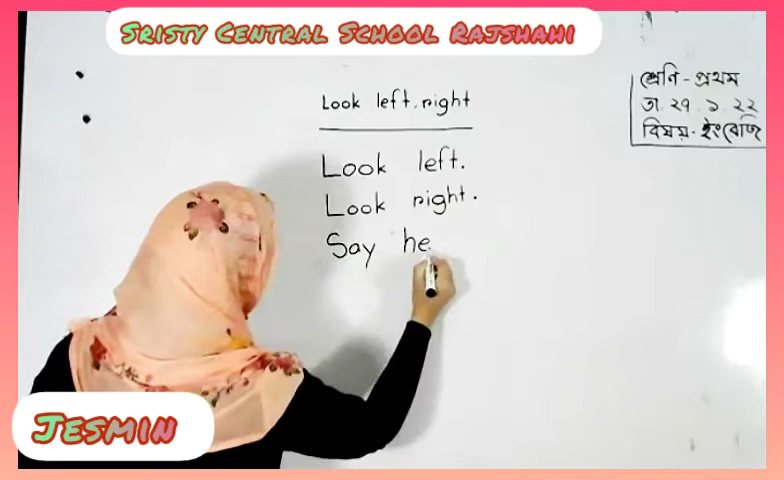 Sristy Central School Rajshahi
Look left, right
Look left.
Look right.
Say he
শ্রেণি - প্রথম
তা. ২৭. ১. ২২
বিষয় - ইংরেজি
Jesmin